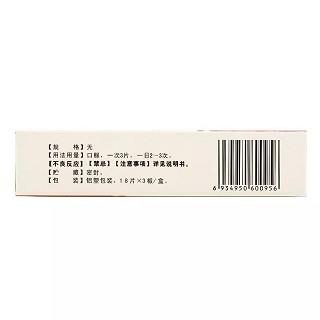 【规　　格】无
【用法用量】口服，一次3片，一日2～3次。
【不良反应】【禁忌】【注意事项】详见说明书。
【贮　　藏】密封。
【包　　装】铝塑包装，18片×3板/盒。
6934950600956